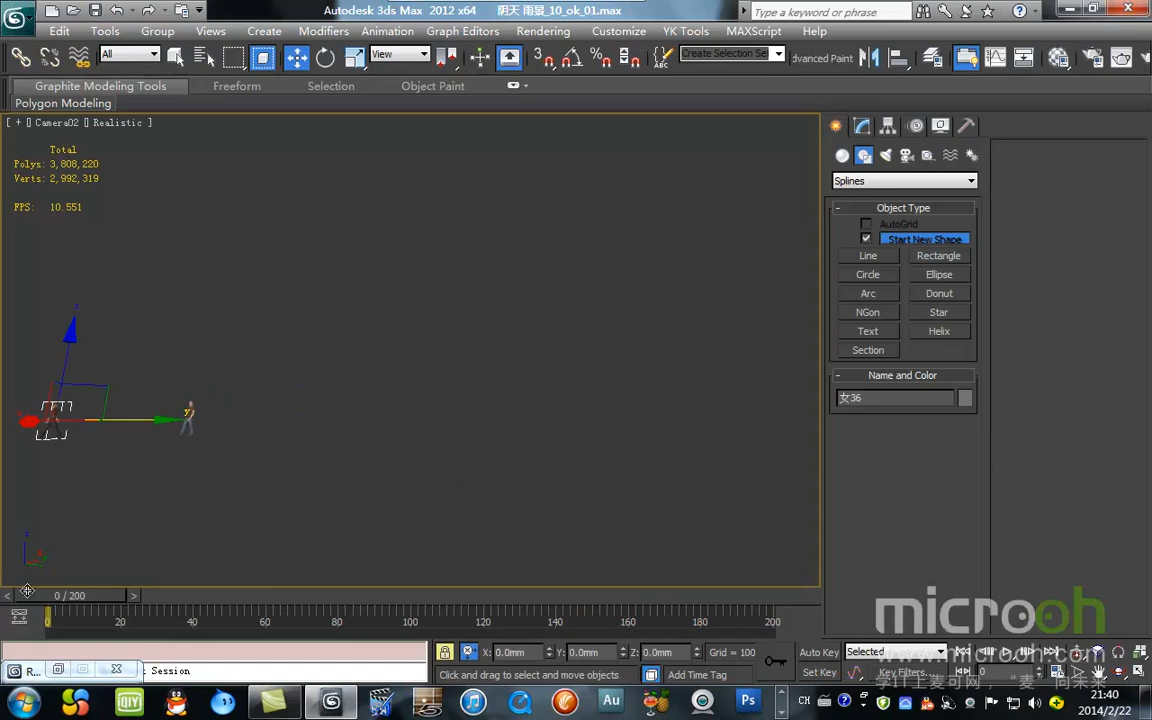 Autodesk 3ds Max 2012 x64 阴天 雨景_10_ok_01.max
Type a keyword or phrase
Edit Tools Group Views Create Modifiers Animation Graph Editors Rendering Customize YK Tools MAXScript Help
All View Create Selection Se Advanced Paint
Graphite Modeling Tools Freeform Selection Object Paint
Polygon Modeling
[ + [] Camera02 [] Realistic ]
Total
Polys: 3,808,220
Verts: 2,992,319
FPS: 10.551
Splines
- Object Type
AutoGrid
Start New Shape
Line Rectangle
Circle Ellipse
Arc Donut
NGon Star
Text Helix
Section
- Name and Color
女36
< 0 / 200 >
0 20 40 60 80 100 120 140 160 180 200
microoh
www.microoh.com
X: 0.0mm Y: 0.0mm Z: 0.0mm Grid = 100 Auto Key Selected
R... t Session
Click and drag to select and move objects Add Time Tag Set Key Key Filters... 0
CH
21:40
2014/2/22